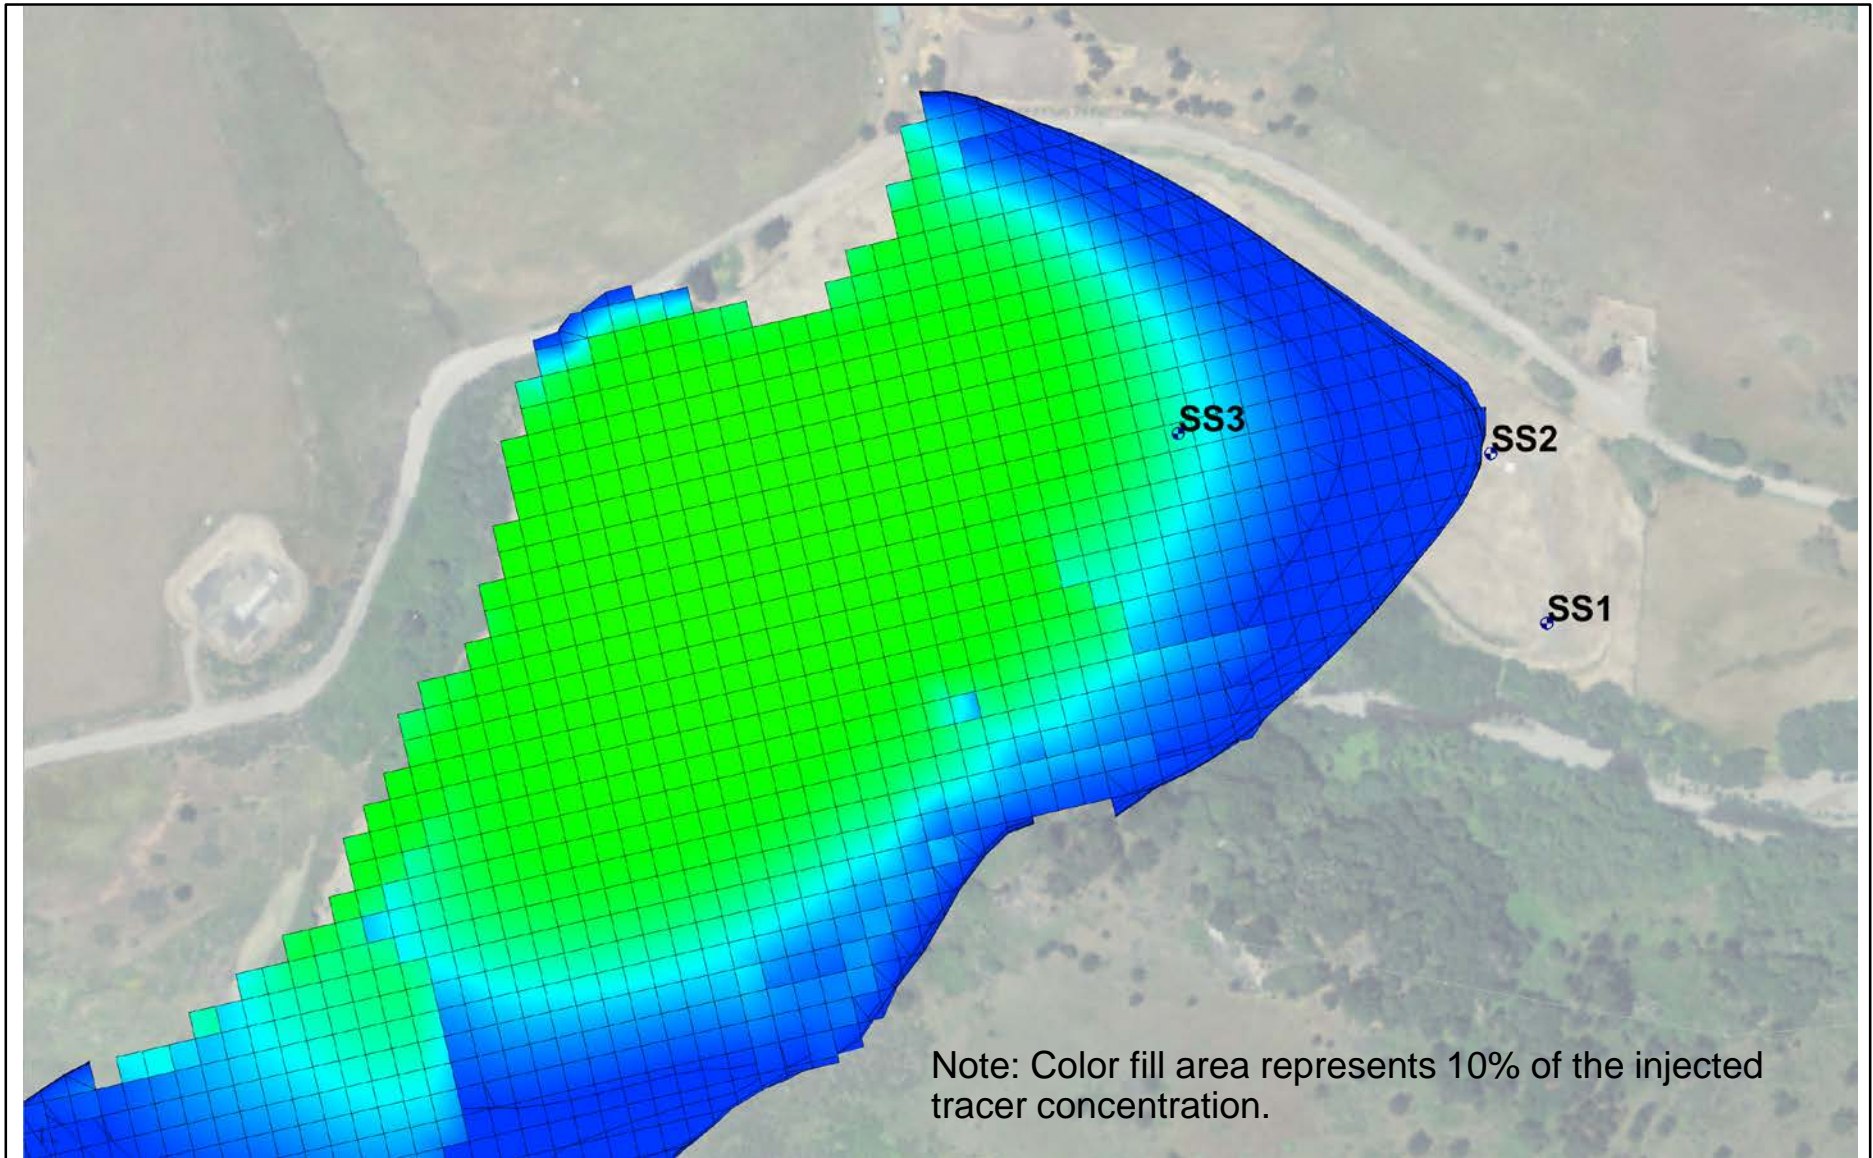 SS3
SS2
SS1
Note: Color fill area represents 10% of the injected
tracer concentration.